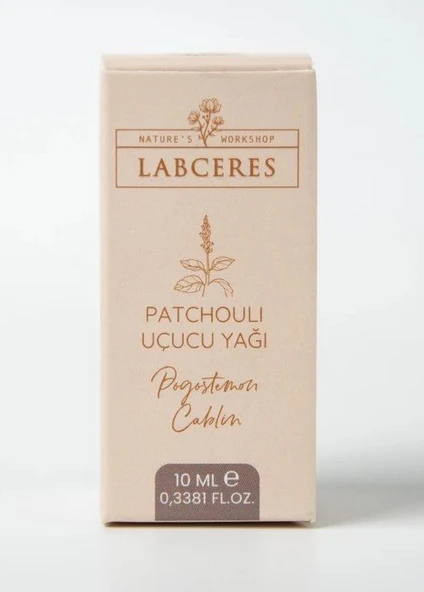 NATURE'S WORKSHOP
LABCERES
PATCHOULI
UÇUCU YAĞI
Pogostemon
Cablin
10 ML ℮
0,3381 FL.OZ.